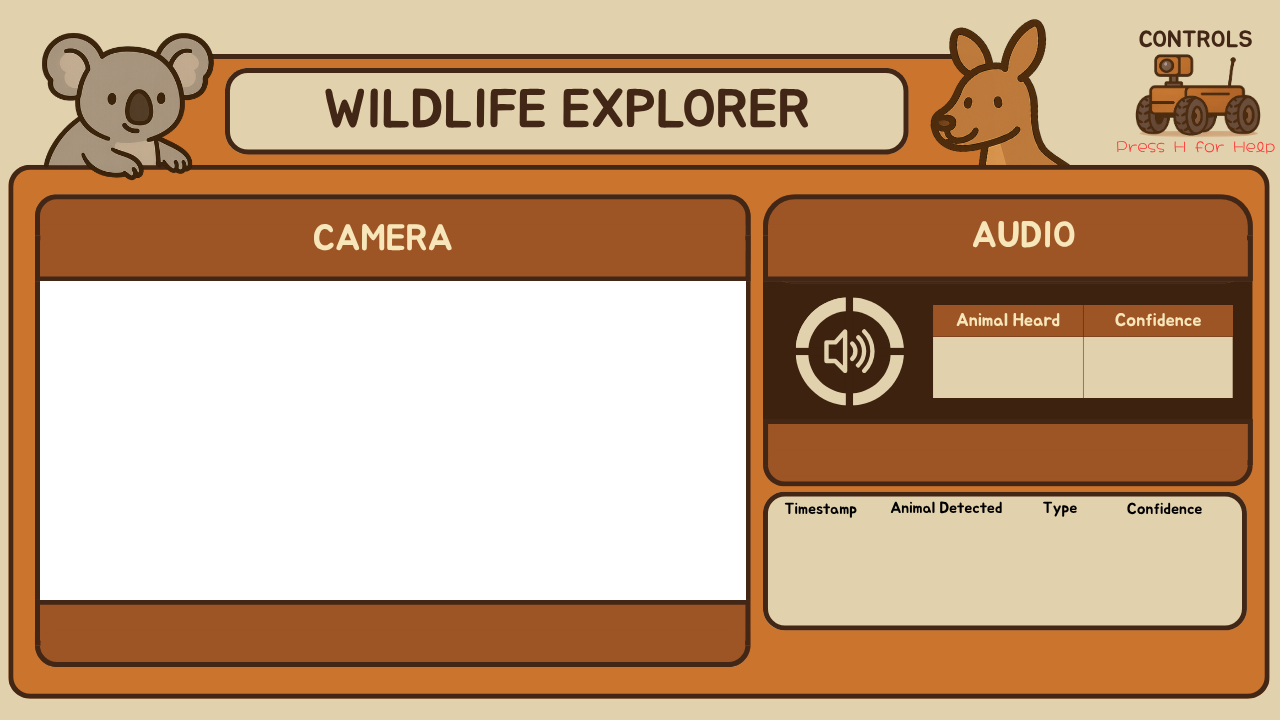 CONTROLS
WILDLIFE EXPLORER
Press H for Help
CAMERA
AUDIO
Animal Heard
Confidence
Timestamp
Animal Detected
Type
Confidence